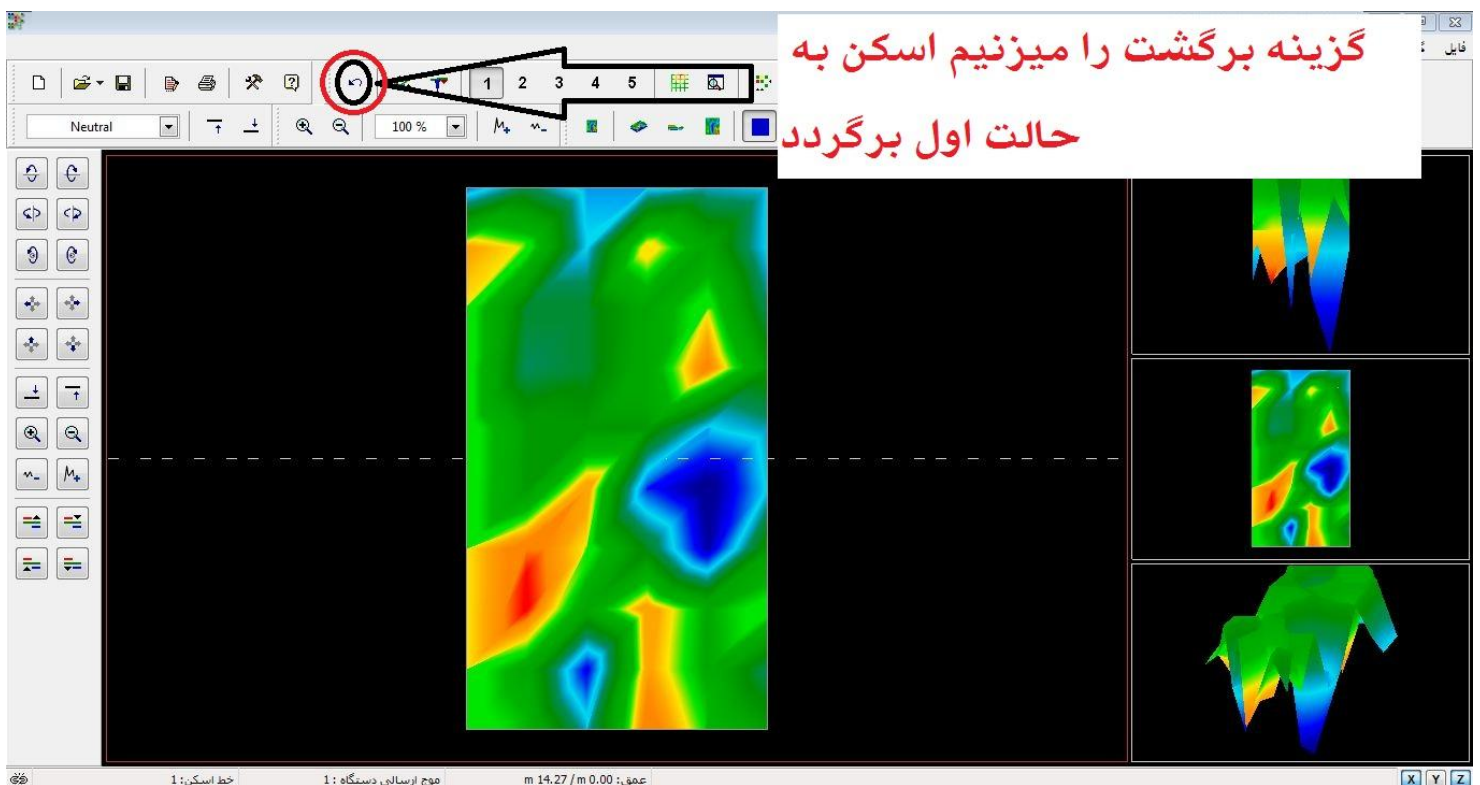 گزینه برگشت را میزنیم اسکن به
حالت اول برگردد
فایل
1 2 3 4 5
Neutral
100 %
خط اسکن: 1
موج ارسالی دستگاه : 1
عمق: m 14.27 / m 0.00
X Y Z